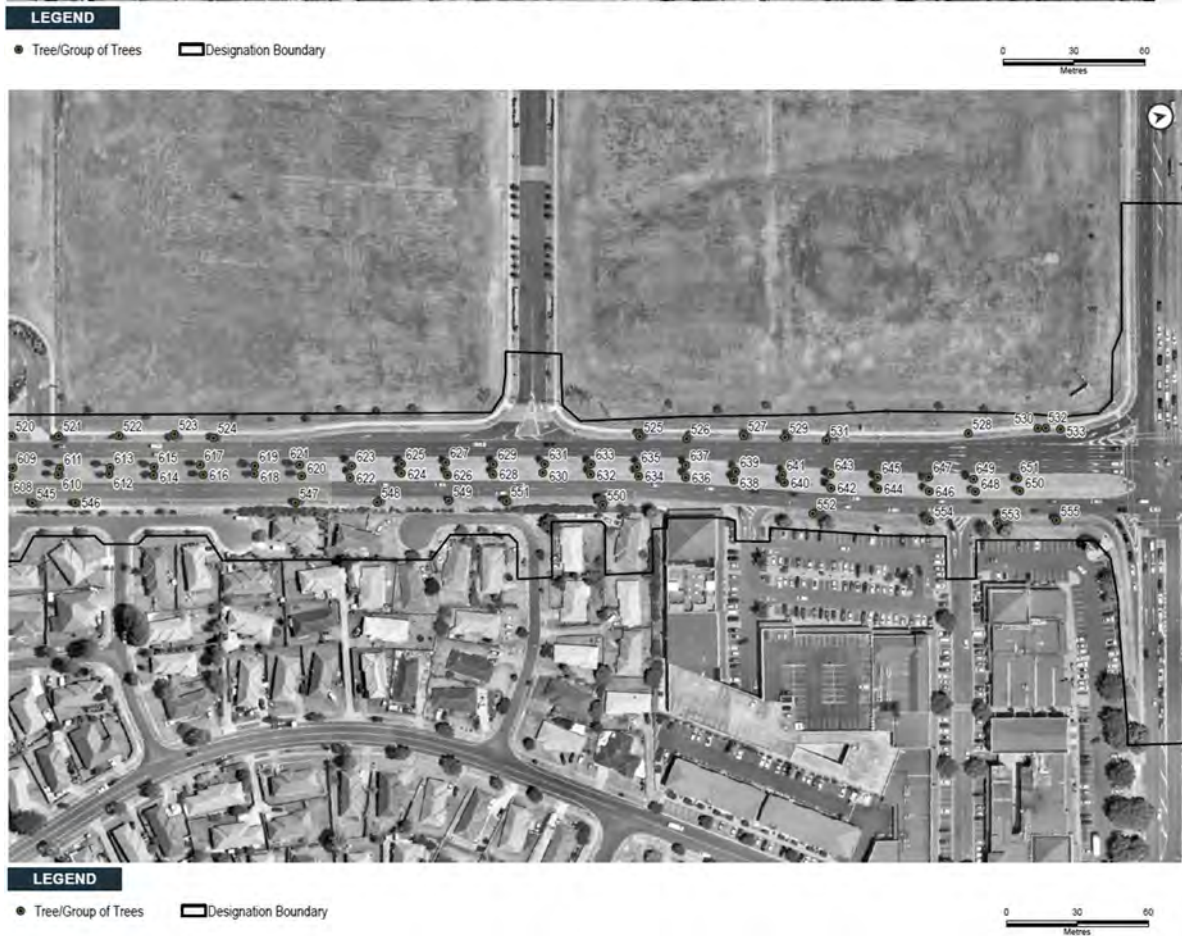 LEGEND
Tree/Group of Trees Designation Boundary
0 30 60
Metres
520 521 522 523 524 525 526 527 529 531 528 530 532 533
609 611 613 615 617 619 621 623 625 627 629 631 633 635 637 639 641 643 645 647 649 651
608 610 612 614 616 618 620 622 624 626 628 630 632 634 636 638 640 642 644 646 648 650
545 546 547 548 549 551 550 552 554 553 555
LEGEND
Tree/Group of Trees Designation Boundary
0 30 60
Metres